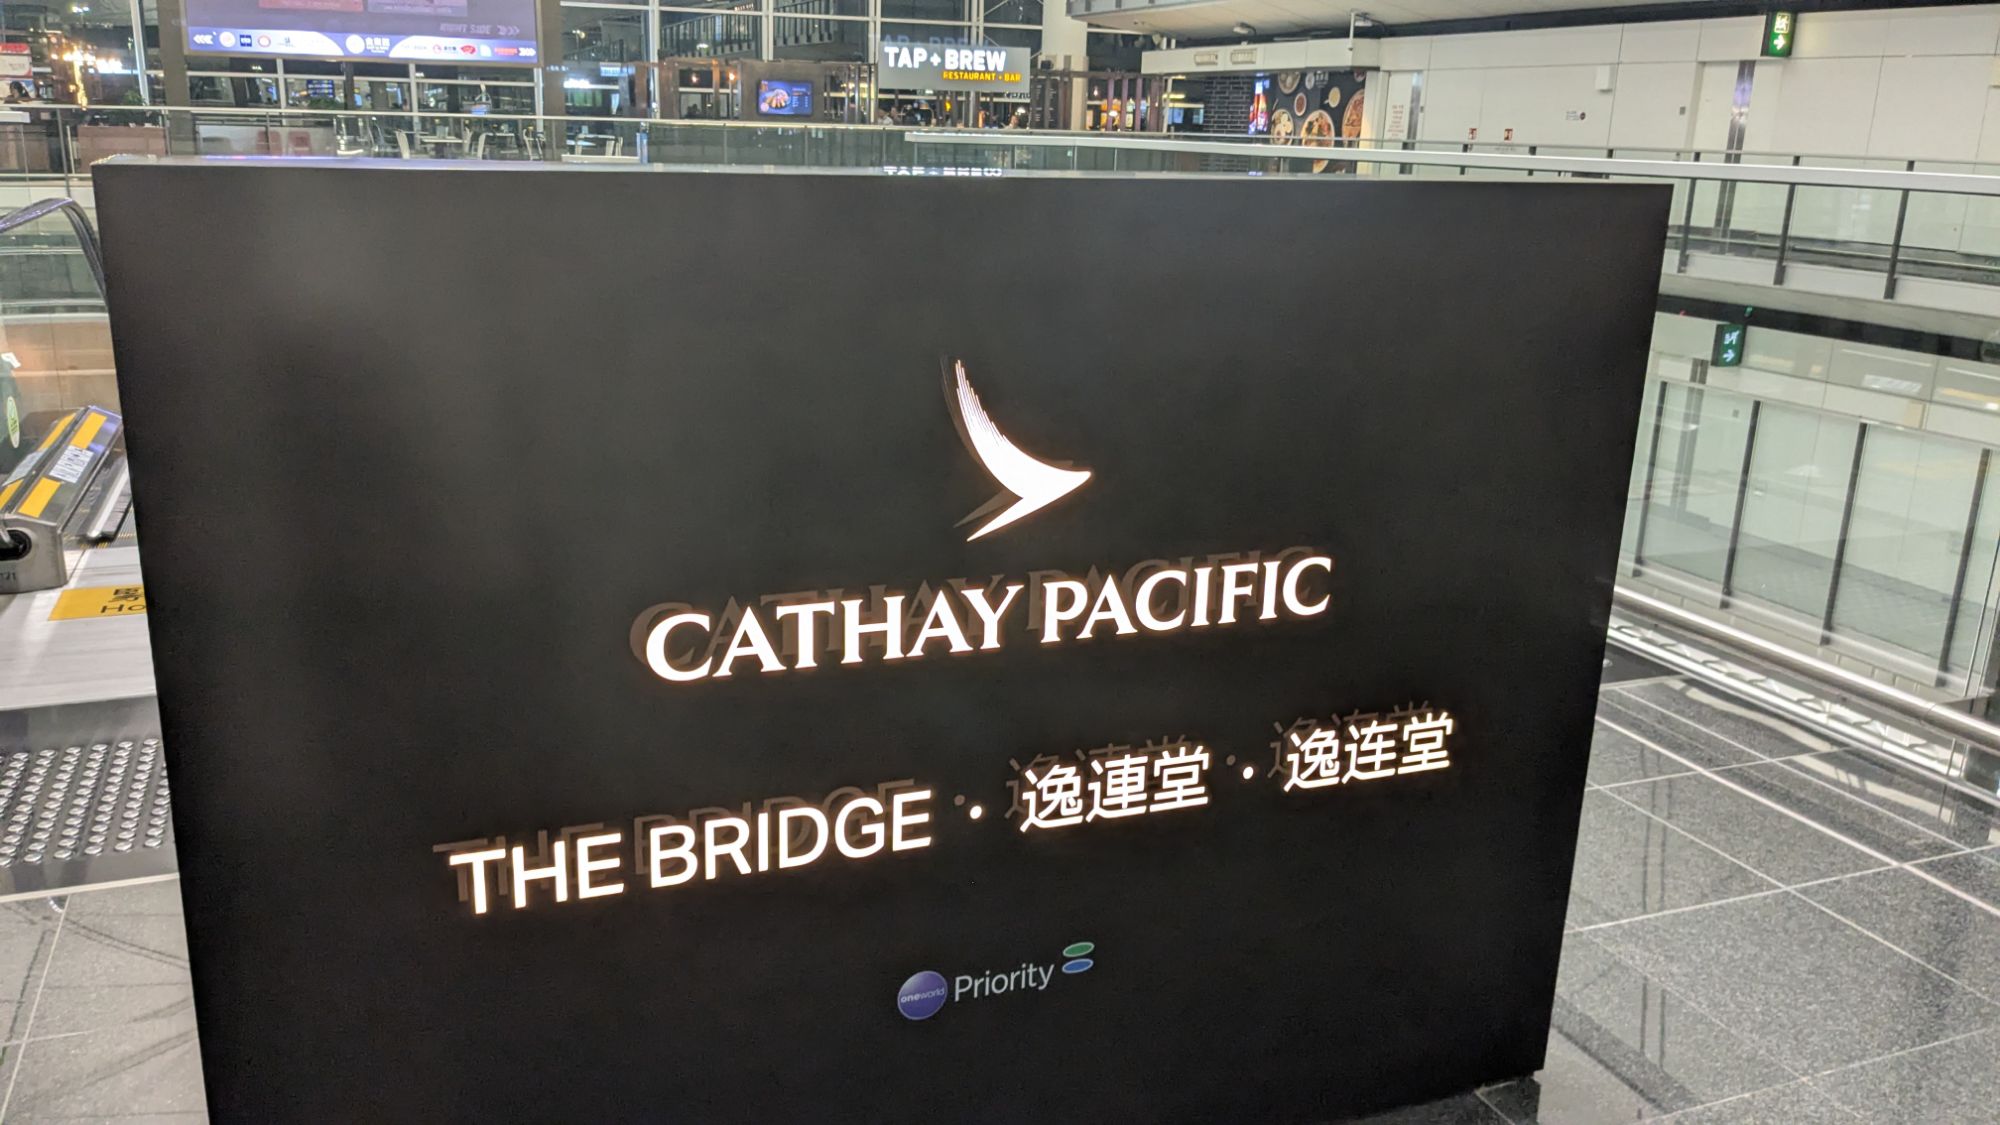 TAP + BREW
RESTAURANT • BAR
CATHAY PACIFIC
THE BRIDGE · 逸連堂 · 逸连堂
oneworld Priority